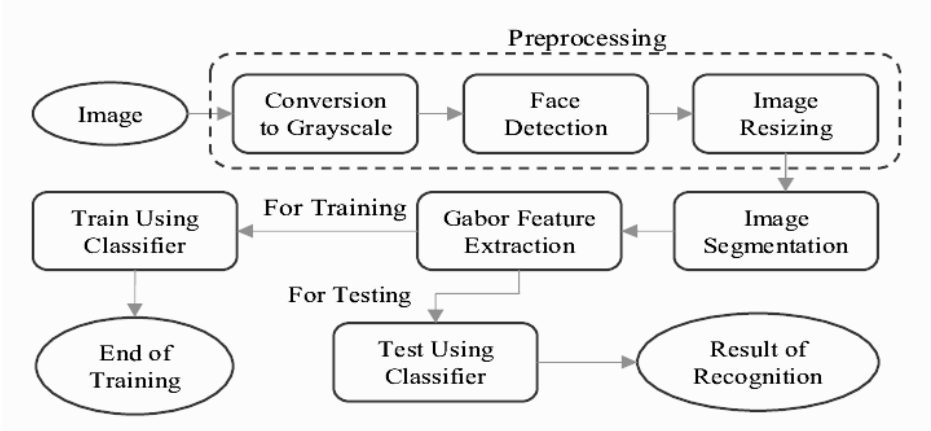 Preprocessing
Image
Conversion
to Grayscale
Face
Detection
Image
Resizing
Train Using
Classifier
For Training
Gabor Feature
Extraction
Image
Segmentation
For Testing
End of
Training
Test Using
Classifier
Result of
Recognition